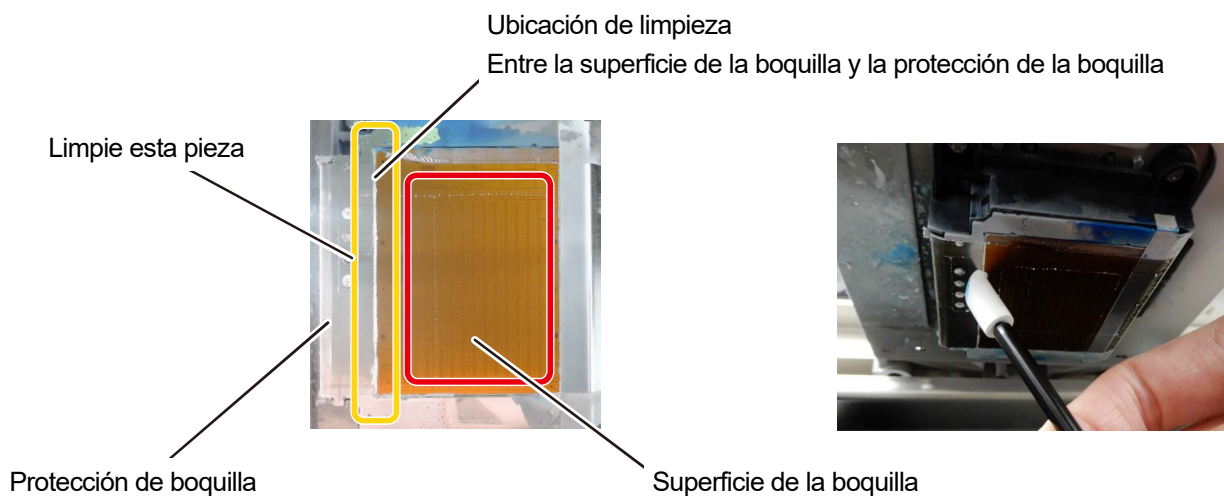 Ubicación de limpieza
Entre la superficie de la boquilla y la protección de la boquilla
Limpie esta pieza
Protección de boquilla
Superficie de la boquilla